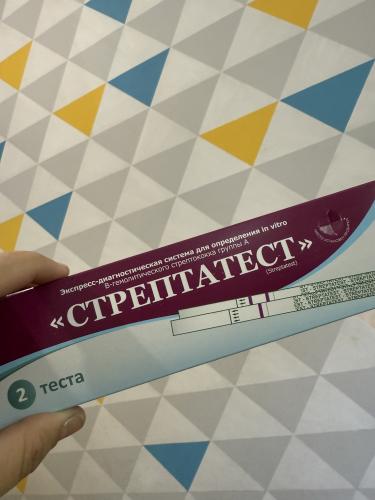 Экспресс-диагностическая система для определения in vitro
В-гемолитического стрептококка группы А
«СТРЕПТАТЕСТ»
(Streptatest)
2 теста